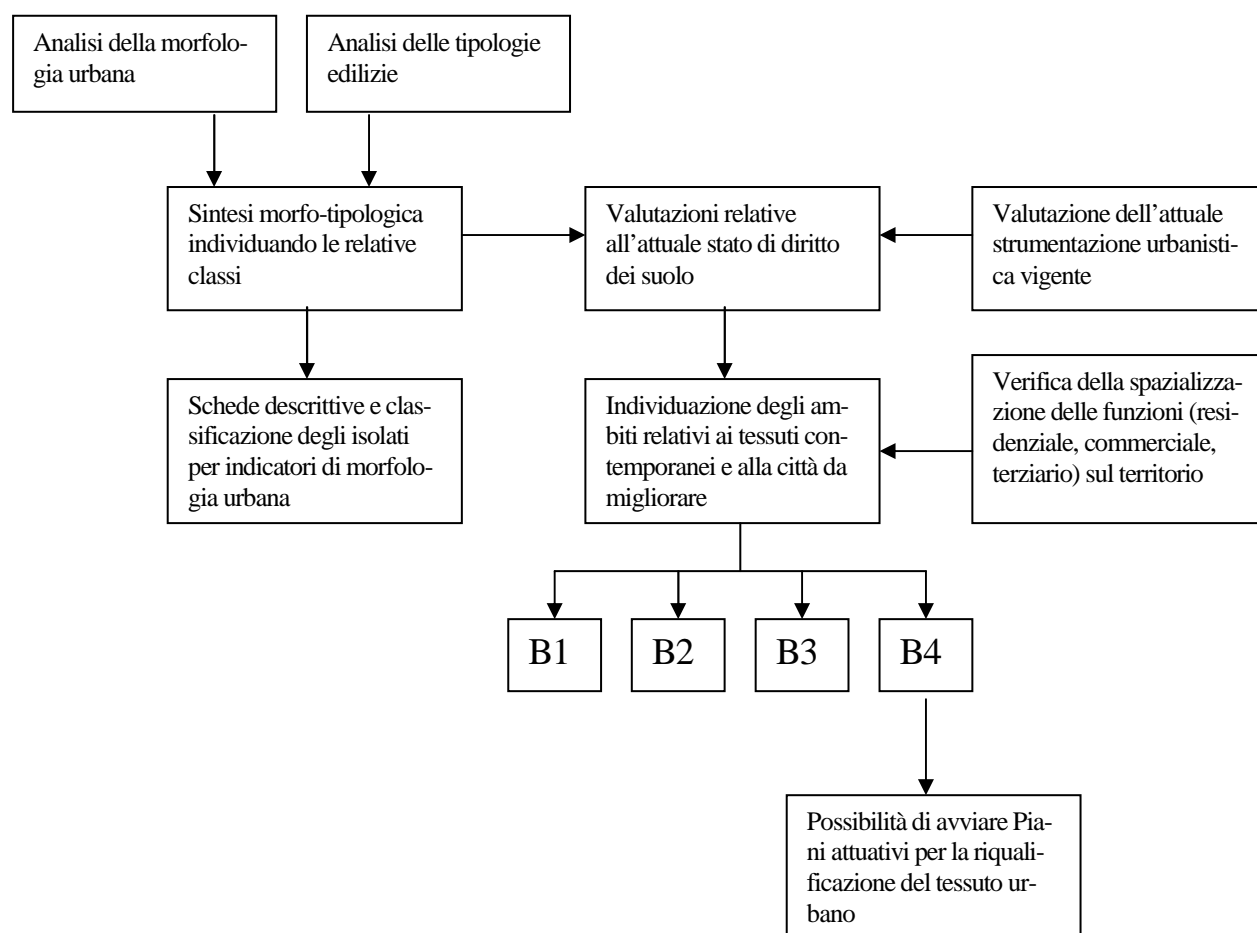 Analisi della morfolo-
gia urbana
Analisi delle tipologie
edilizie
Sintesi morfo-tipologica
individuando le relative
classi
Valutazioni relative
all'attuale stato di diritto
dei suolo
Valutazione dell'attuale
strumentazione urbanisti-
ca vigente
Schede descrittive e clas-
sificazione degli isolati
per indicatori di morfolo-
gia urbana
Individuazione degli am-
biti relativi ai tessuti con-
temporanei e alla città da
migliorare
Verifica della spazializza-
zione delle funzioni (resi-
denziale, commerciale,
terziario) sul territorio
B1
B2
B3
B4
Possibilità di avviare Pia-
ni attuativi per la riquali-
ficazione del tessuto ur-
bano